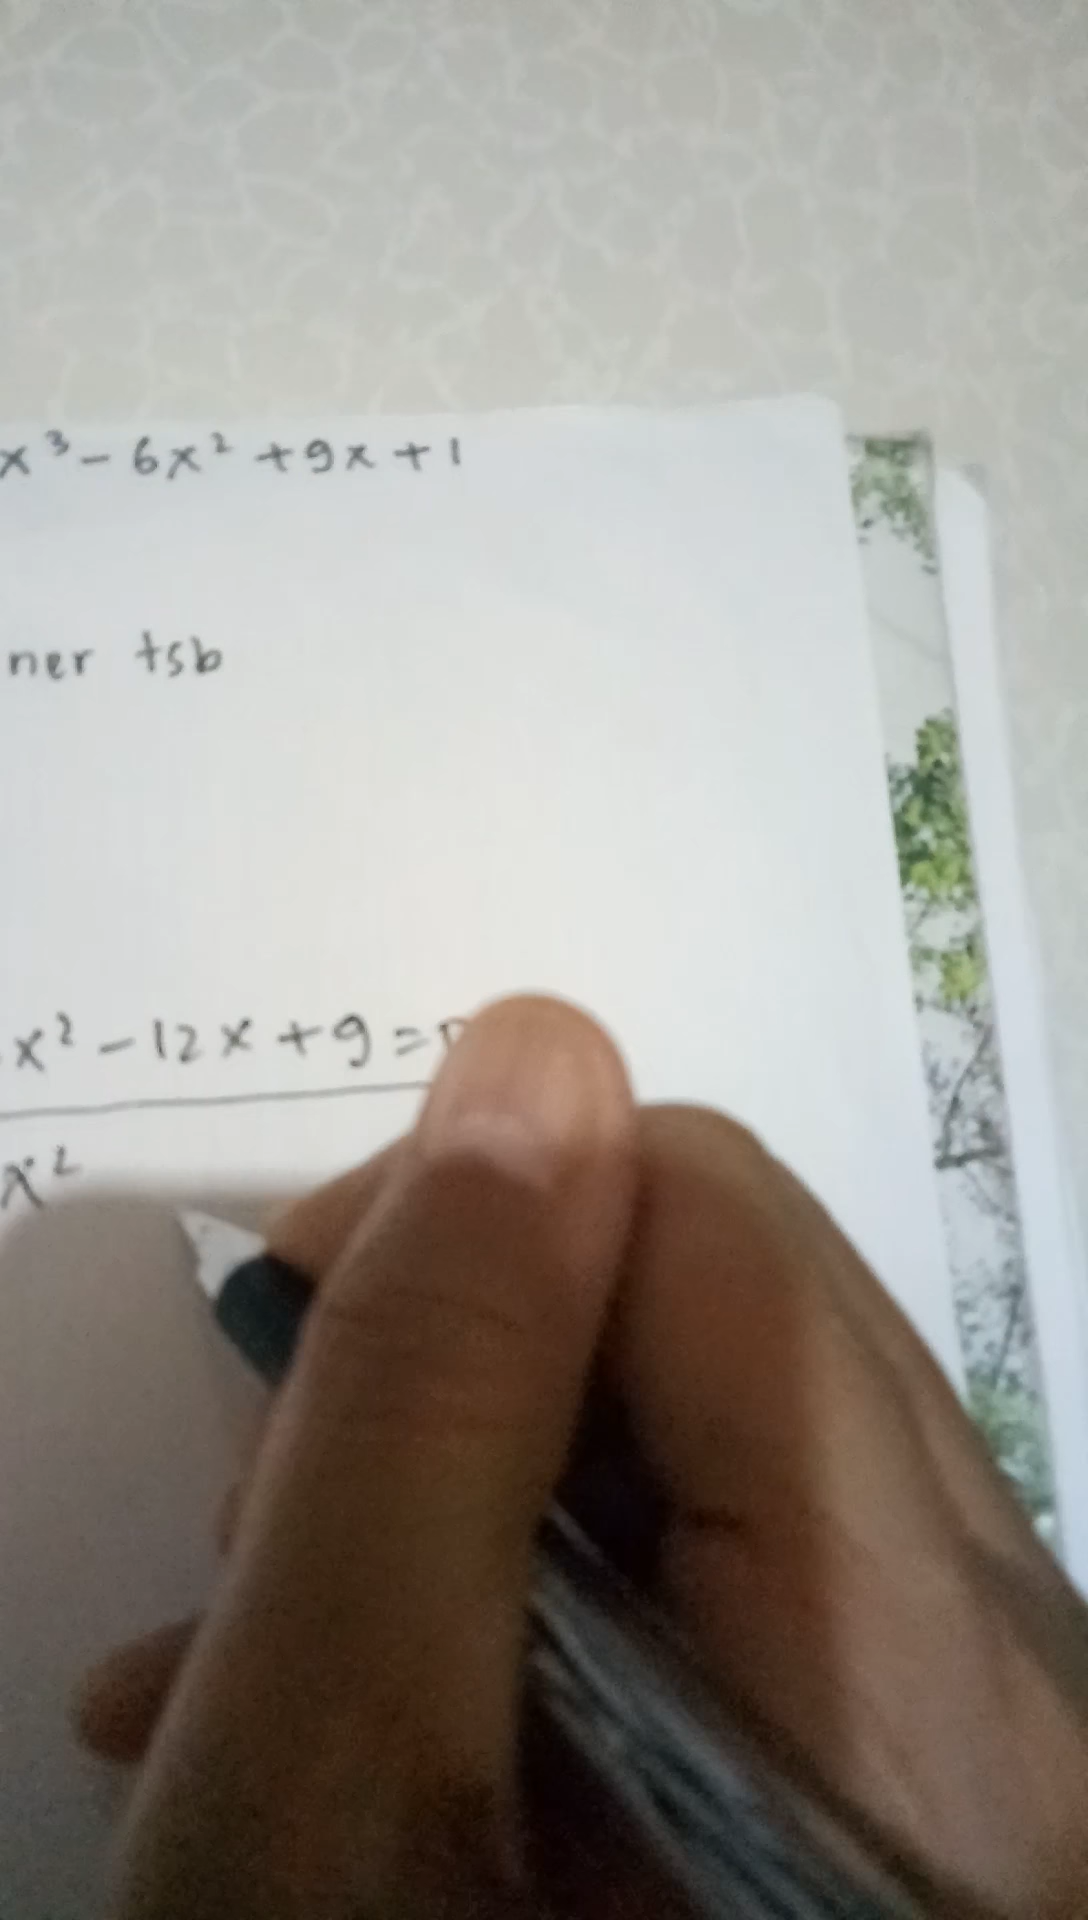 x³ - 6x² + 9x + 1
ner tsb
x² - 12x + 9 =
x²